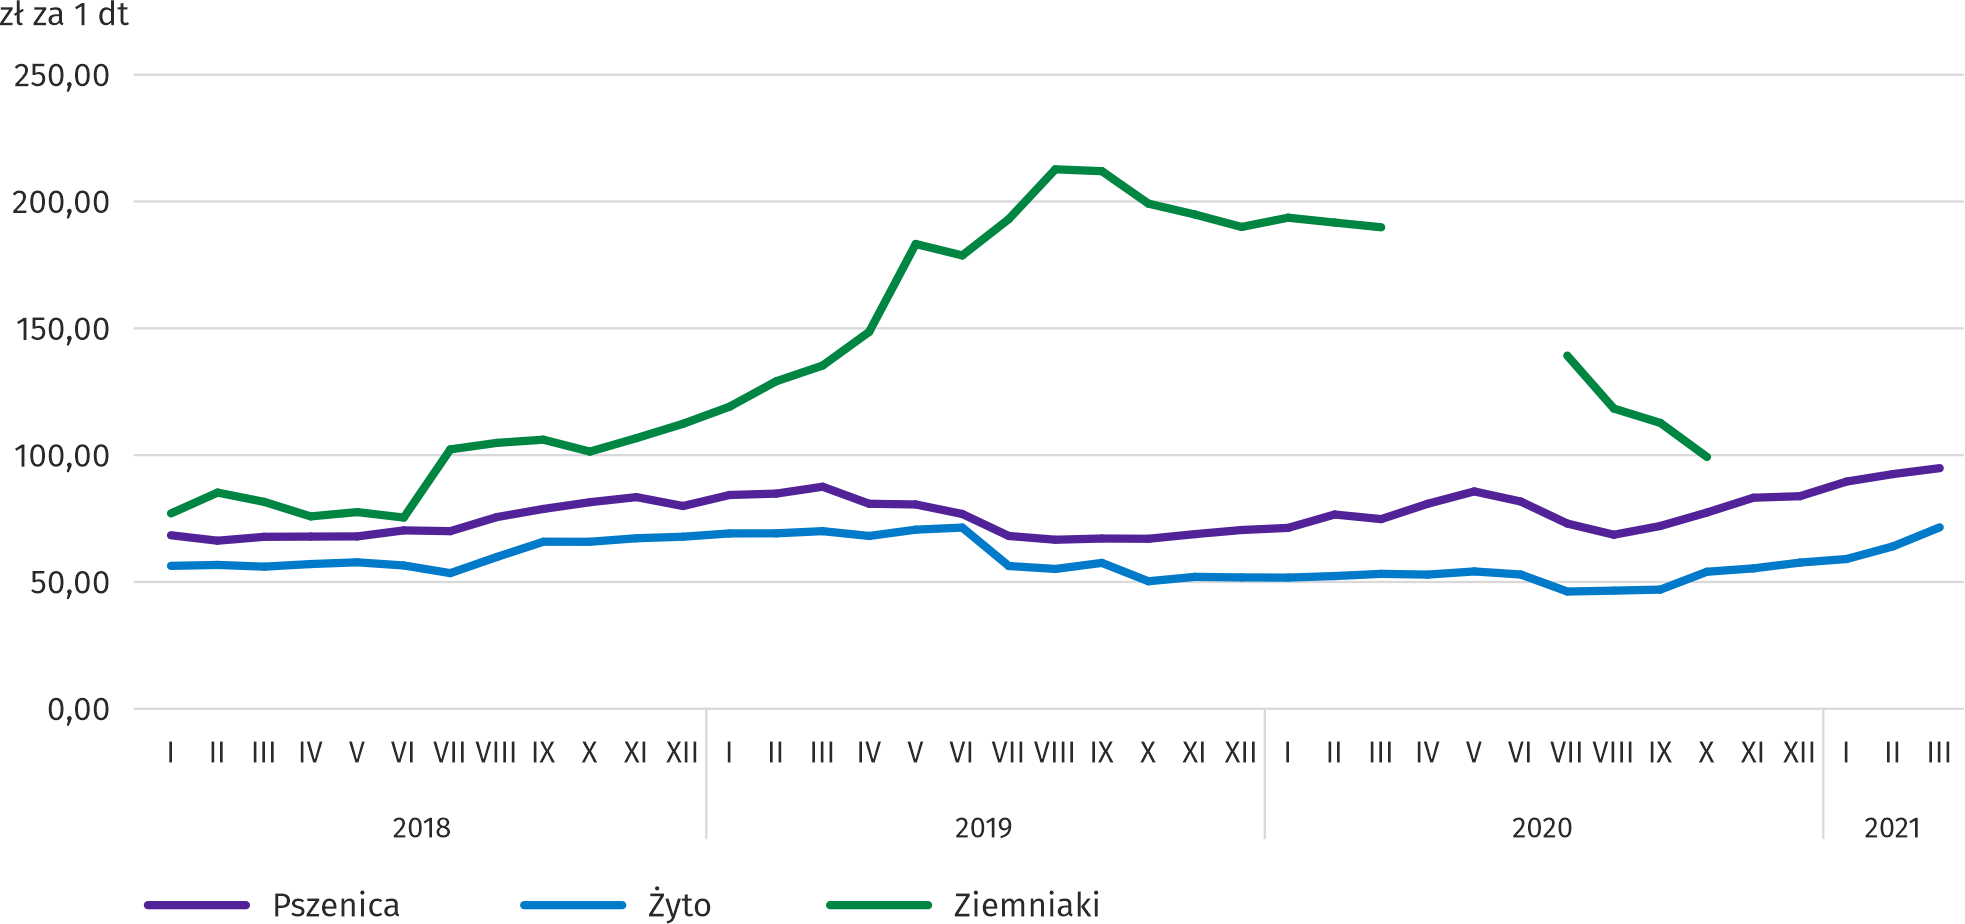 zł za 1 dt
250,00
200,00
150,00
100,00
50,00
0,00
I II III IV V VI VII VIII IX X XI XII I II III IV V VI VII VIII IX X XI XII I II III IV V VI VII VIII IX X XI XII I II III
2018 2019 2020 2021
Pszenica Żyto Ziemniaki